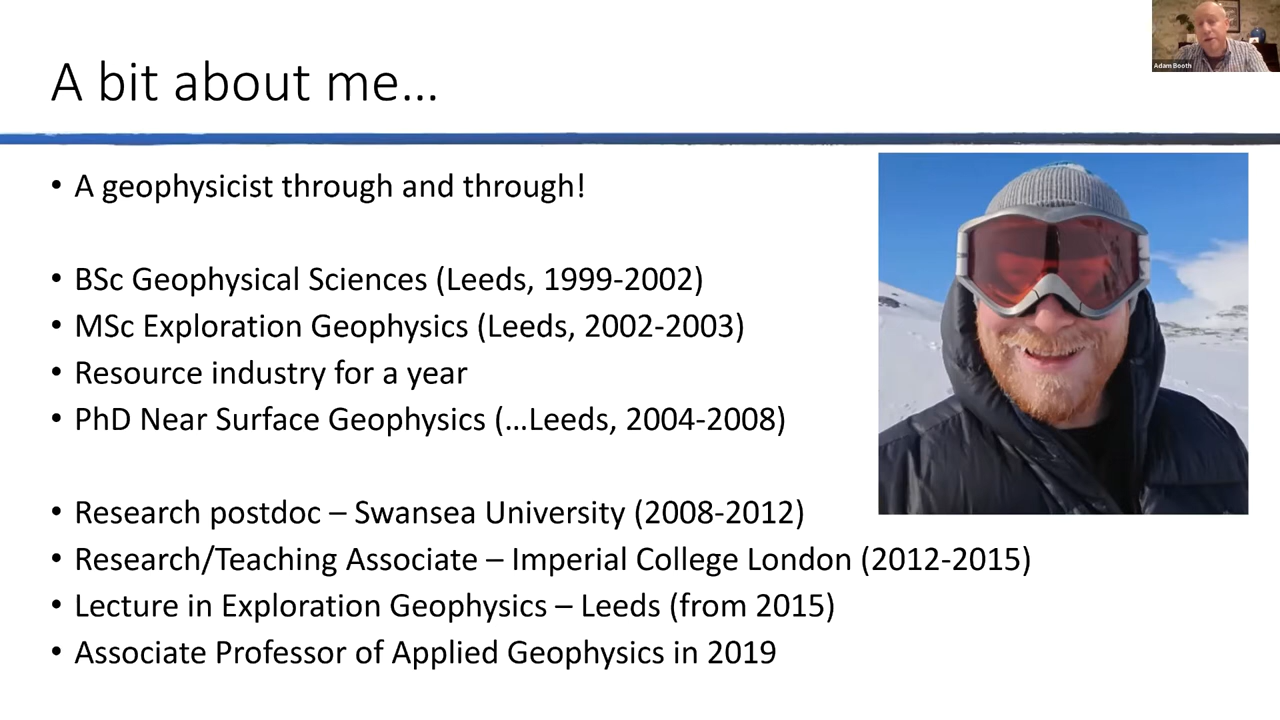 Adam Booth
A bit about me...
• A geophysicist through and through!
• BSc Geophysical Sciences (Leeds, 1999-2002)
• MSc Exploration Geophysics (Leeds, 2002-2003)
• Resource industry for a year
• PhD Near Surface Geophysics (...Leeds, 2004-2008)
• Research postdoc – Swansea University (2008-2012)
• Research/Teaching Associate – Imperial College London (2012-2015)
• Lecture in Exploration Geophysics – Leeds (from 2015)
• Associate Professor of Applied Geophysics in 2019